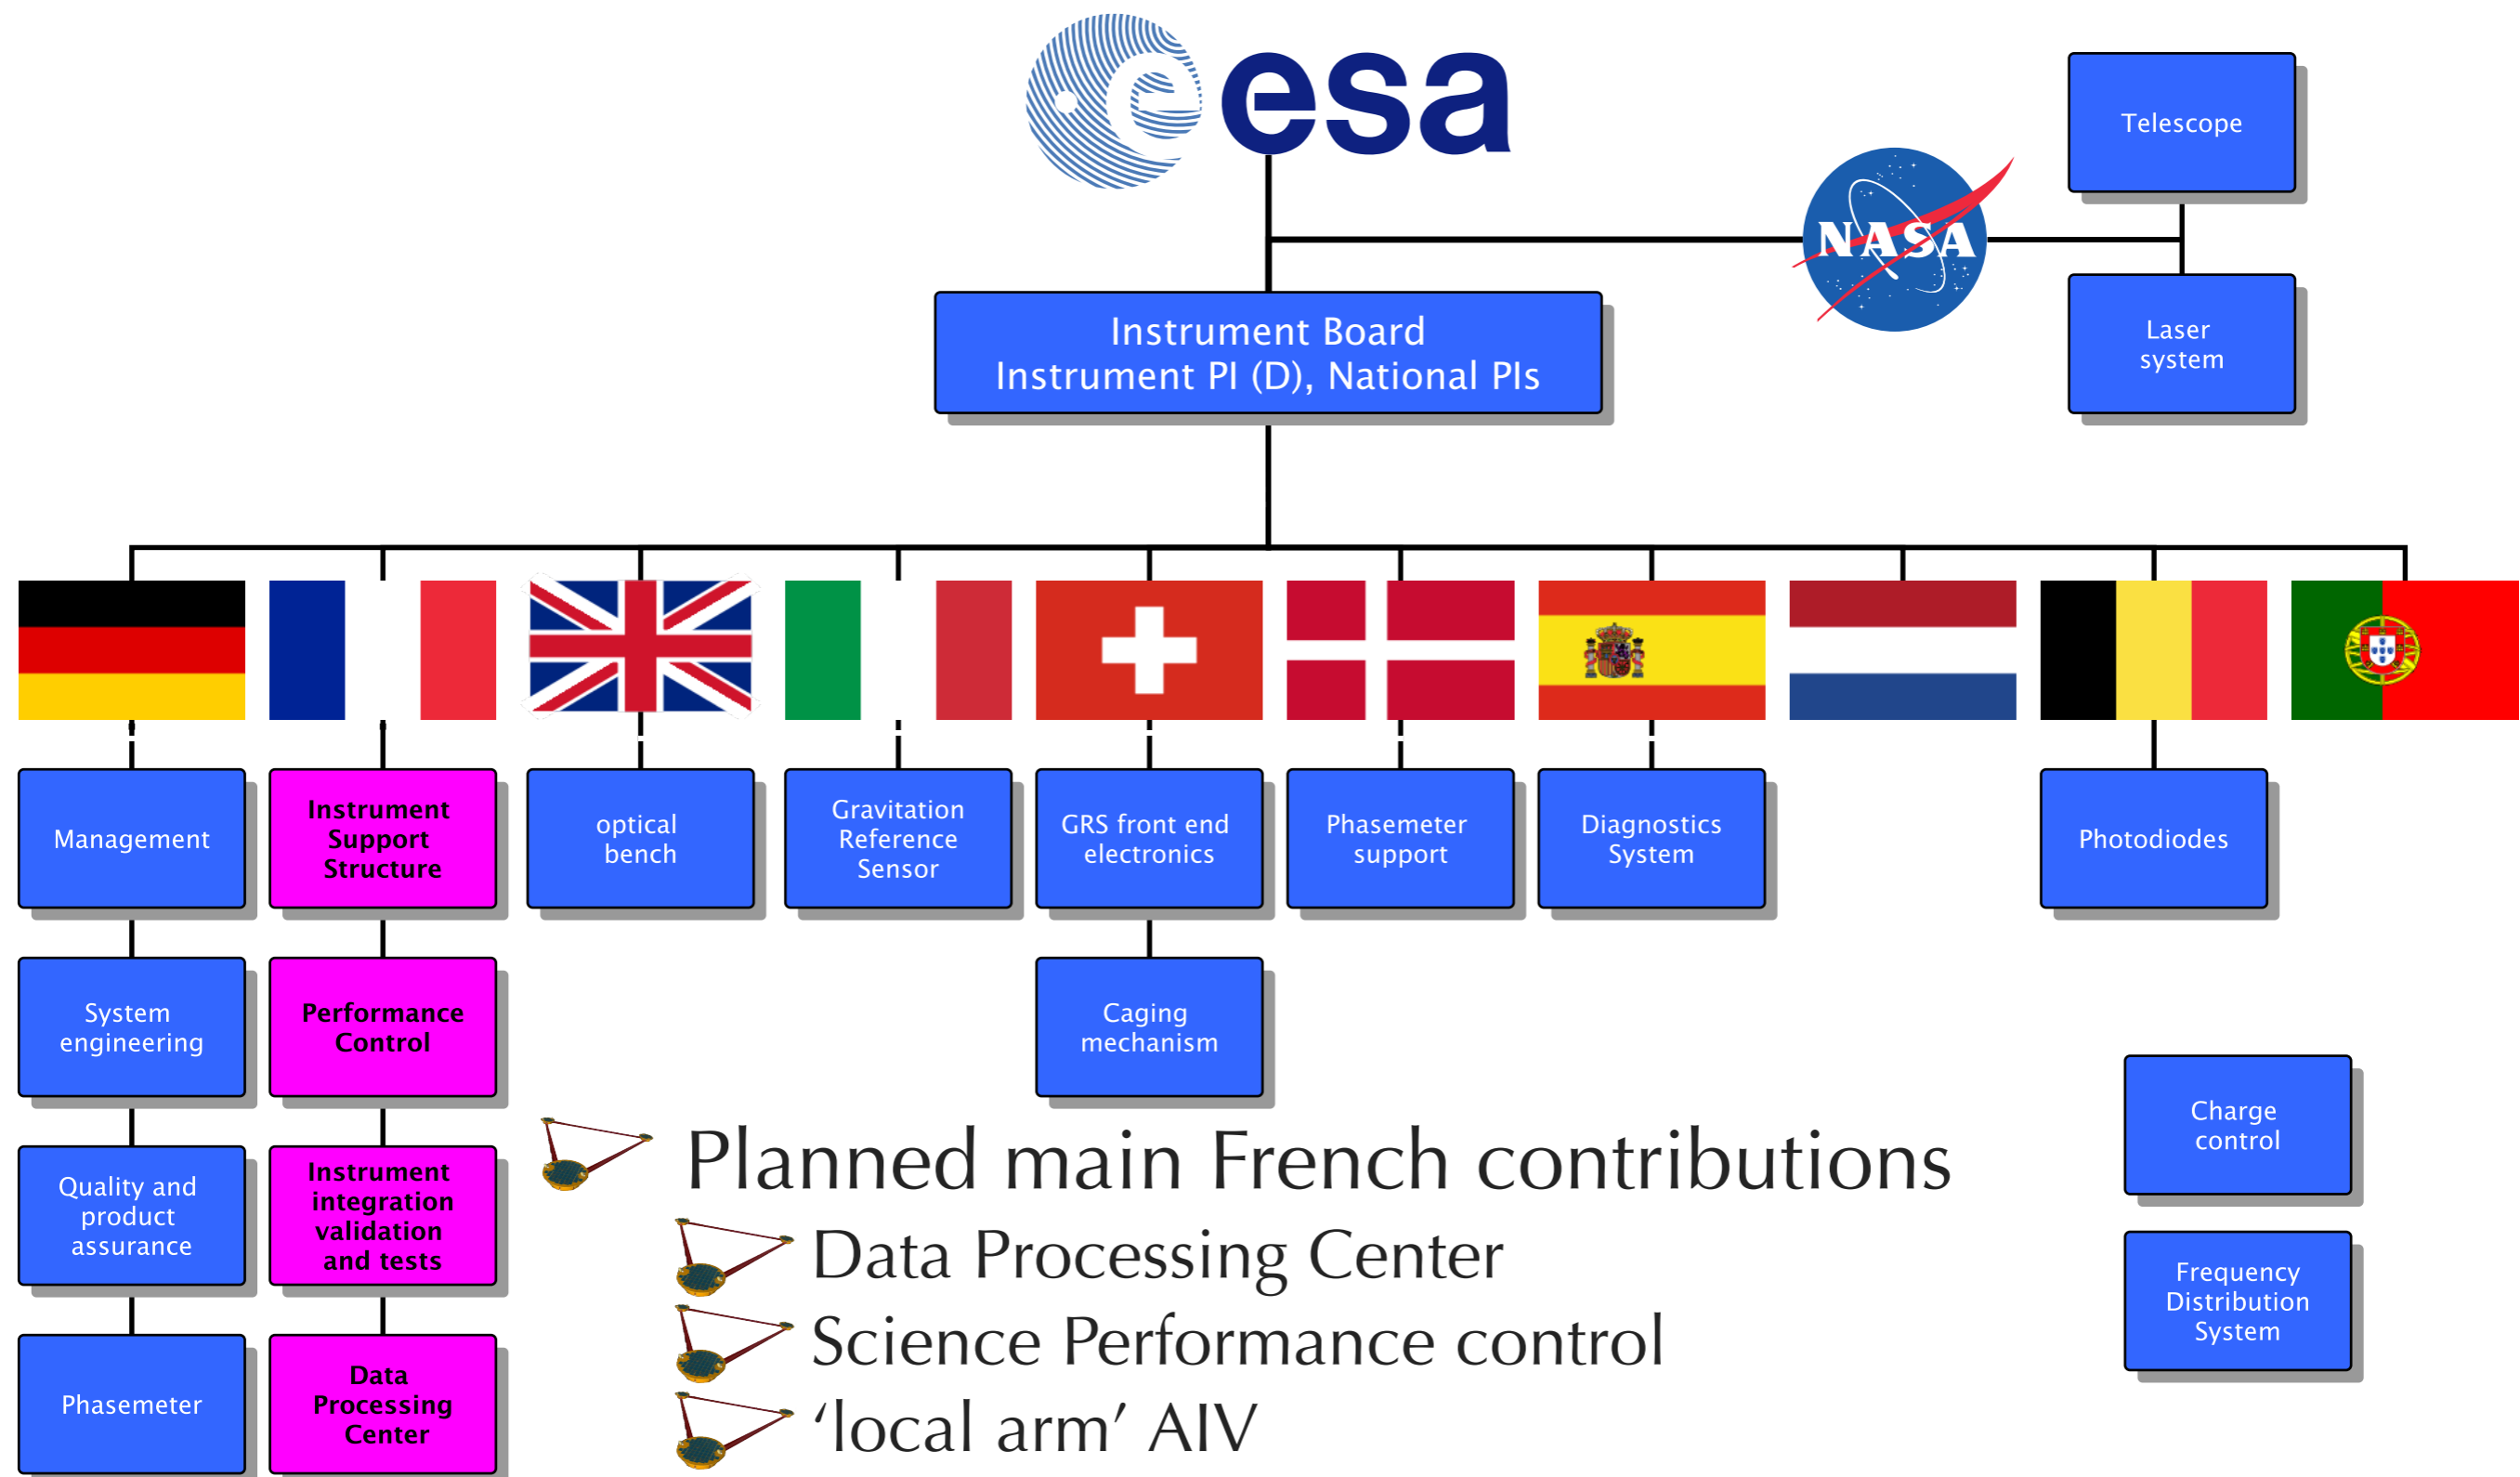 esa
NASA
Telescope
Laser
system
Instrument Board
Instrument PI (D), National PIs
Management
Instrument
Support
Structure
optical
bench
Gravitation
Reference
Sensor
GRS front end
electronics
Phasemeter
support
Diagnostics
System
Photodiodes
System
engineering
Performance
Control
Caging
mechanism
Quality and
product
assurance
Instrument
integration
validation
and tests
Phasemeter
Data
Processing
Center
Charge
control
Frequency
Distribution
System
Planned main French contributions
Data Processing Center
Science Performance control
‘local arm’ AIV